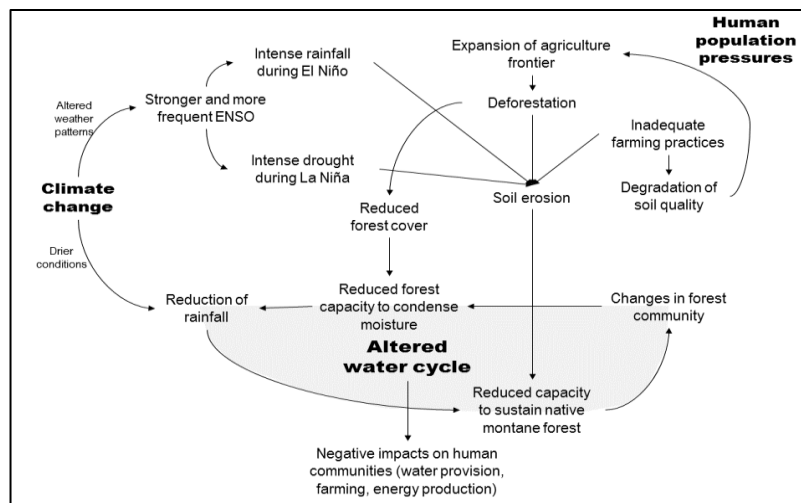 Human
population
pressures
Intense rainfall
during El Niño
Expansion of agriculture
frontier
Altered
weather
patterns
Stronger and more
frequent ENSO
Deforestation
Inadequate
farming practices
Intense drought
during La Niña
Climate
change
Degradation of
soil quality
Reduced
forest cover
Soil erosion
Drier
conditions
Reduction of
rainfall
Reduced forest
capacity to condense
moisture
Changes in forest
community
Altered
water cycle
Reduced capacity
to sustain native
montane forest
Negative impacts on human
communities (water provision,
farming, energy production)